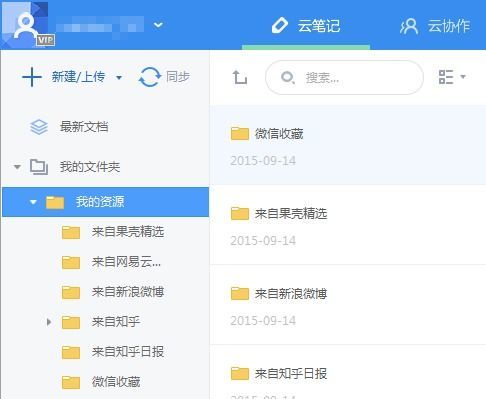 VIP
云笔记
云协作
新建/上传
同步
搜索...
最新文档
我的文件夹
我的资源
来自果壳精选
来自网易云...
来自新浪微博
来自知乎
来自知乎日报
微信收藏
微信收藏
2015-09-14
来自果壳精选
2015-09-14
来自新浪微博
2015-09-14
来自知乎日报
2015-09-14